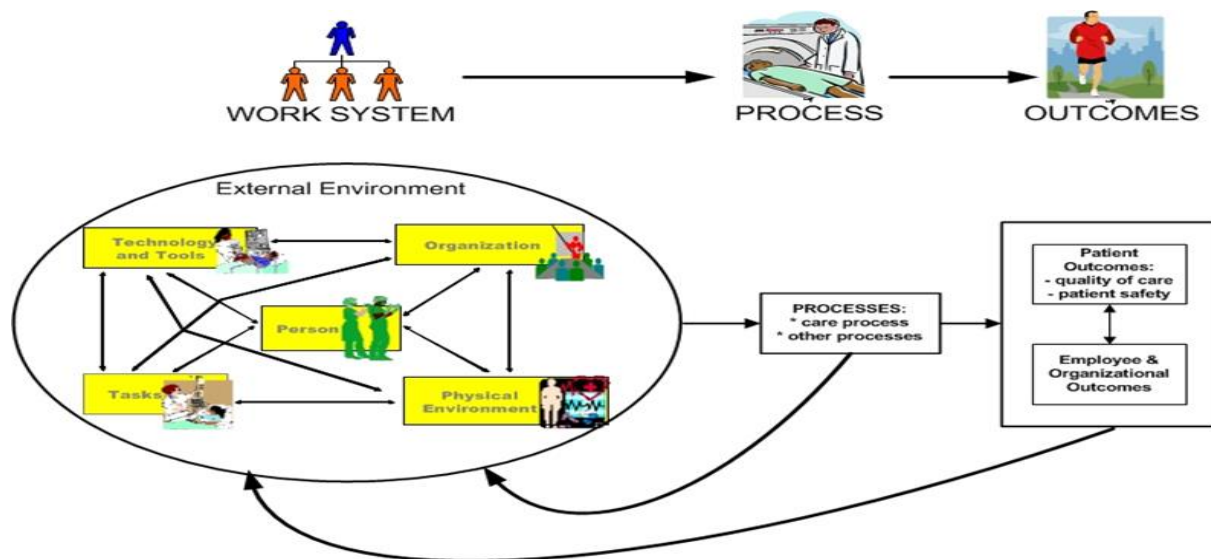 WORK SYSTEM
PROCESS
OUTCOMES
External Environment
Technology
and Tools
Organization
Person
Tasks
Physical
Environment
PROCESSES:
* care process
* other processes
Patient
Outcomes:
- quality of care
- patient safety
Employee &
Organizational
Outcomes